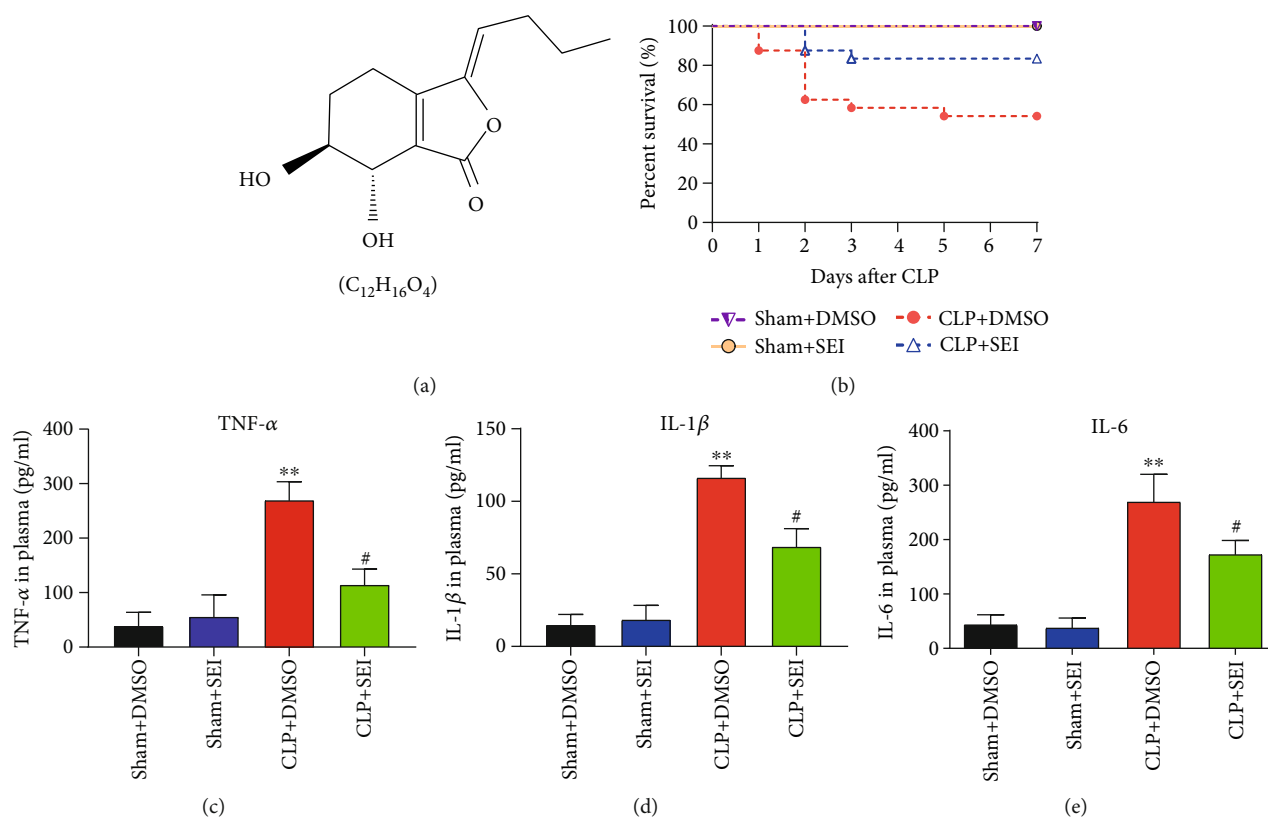 O
O
HO
OH
(C₁₂H₁₆O₄)
(a)
Percent survival (%)
100
80
60
40
20
0
0 1 2 3 4 5 6 7
Days after CLP
Sham+DMSO CLP+DMSO
Sham+SEI CLP+SEI
(b)
TNF-α
TNF-α in plasma (pg/ml)
400
300
200
100
0
**
#
Sham+DMSO
Sham+SEI
CLP+DMSO
CLP+SEI
(c)
IL-1β
IL-1β in plasma (pg/ml)
150
100
50
0
**
#
Sham+DMSO
Sham+SEI
CLP+DMSO
CLP+SEI
(d)
IL-6
IL-6 in plasma (pg/ml)
400
300
200
100
0
**
#
Sham+DMSO
Sham+SEI
CLP+DMSO
CLP+SEI
(e)